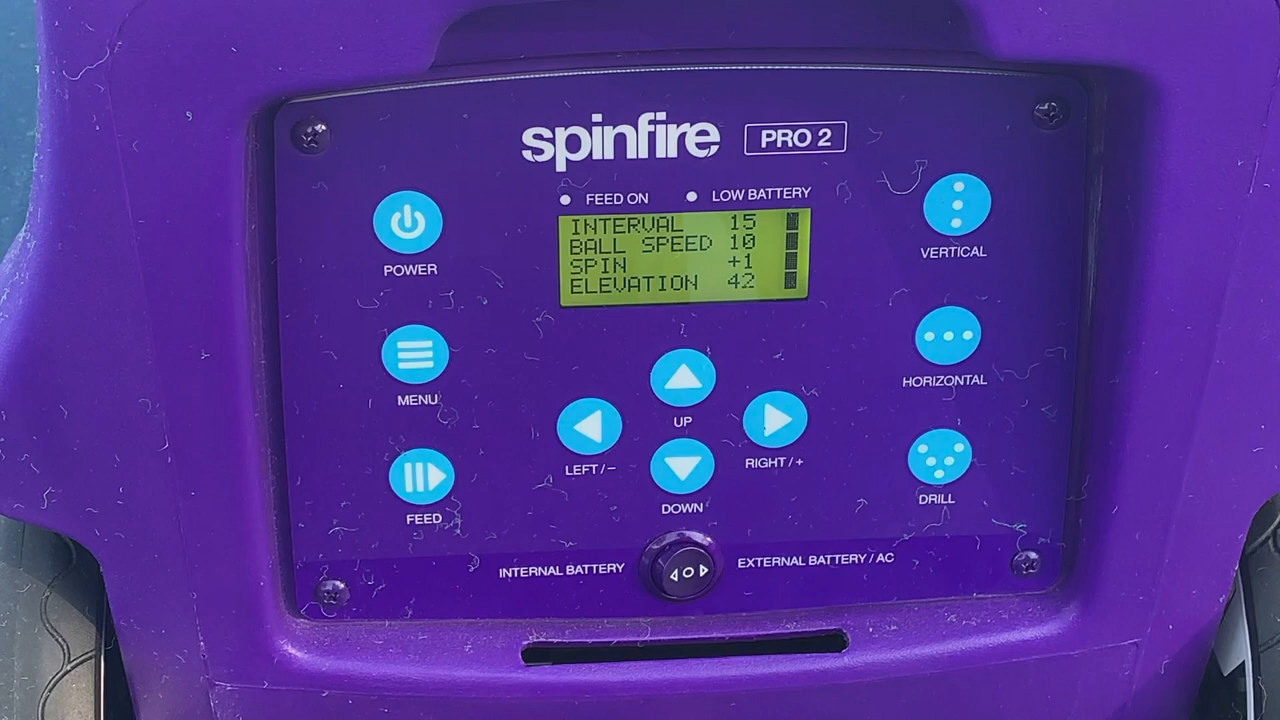 spinfire PRO 2
FEED ON LOW BATTERY
INTERVAL 15
BALL SPEED 10
SPIN +1
ELEVATION 42
POWER
VERTICAL
MENU
HORIZONTAL
UP
LEFT / –
RIGHT / +
DOWN
FEED
DRILL
INTERNAL BATTERY
EXTERNAL BATTERY / AC